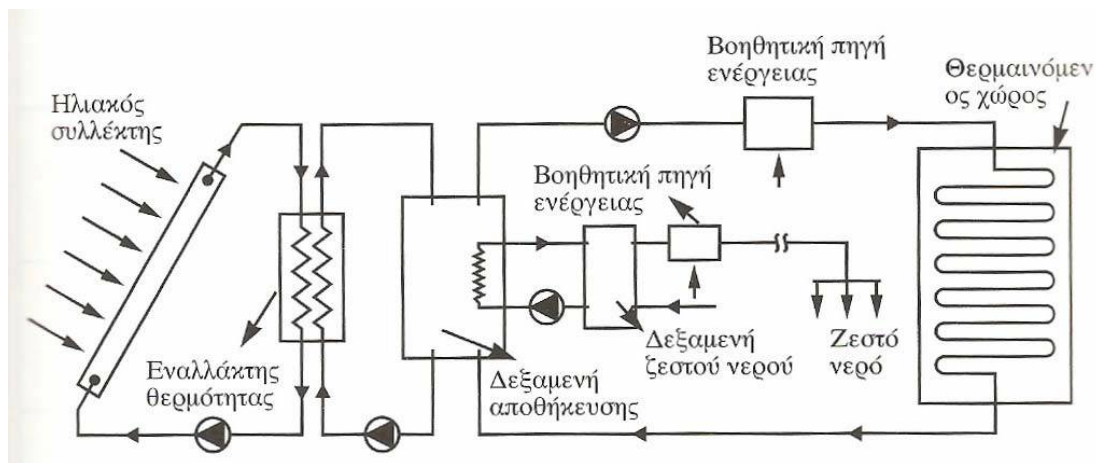 Ηλιακός
συλλέκτης
Βοηθητική πηγή
ενέργειας
Θερμαινόμεν
ος χώρος
Βοηθητική πηγή
ενέργειας
Εναλλάκτης
θερμότητας
Δεξαμενή
αποθήκευσης
Δεξαμενή
ζεστού νερού
Ζεστό
νερό